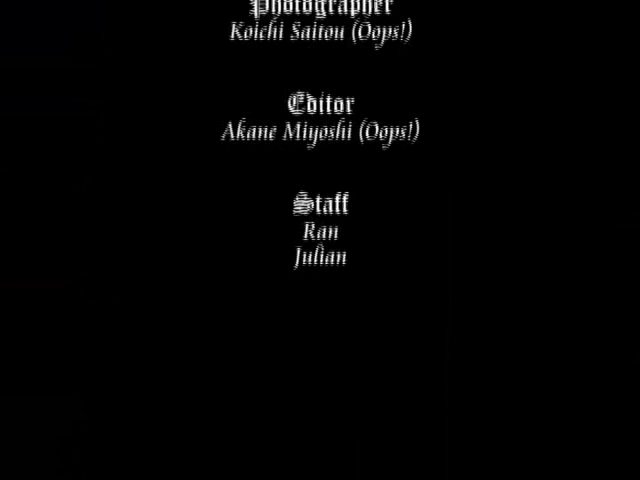 Photographer
Koichi Saitou (Oops!)
Editor
Akane Miyoshi (Oops!)
Staff
Ran
Julian